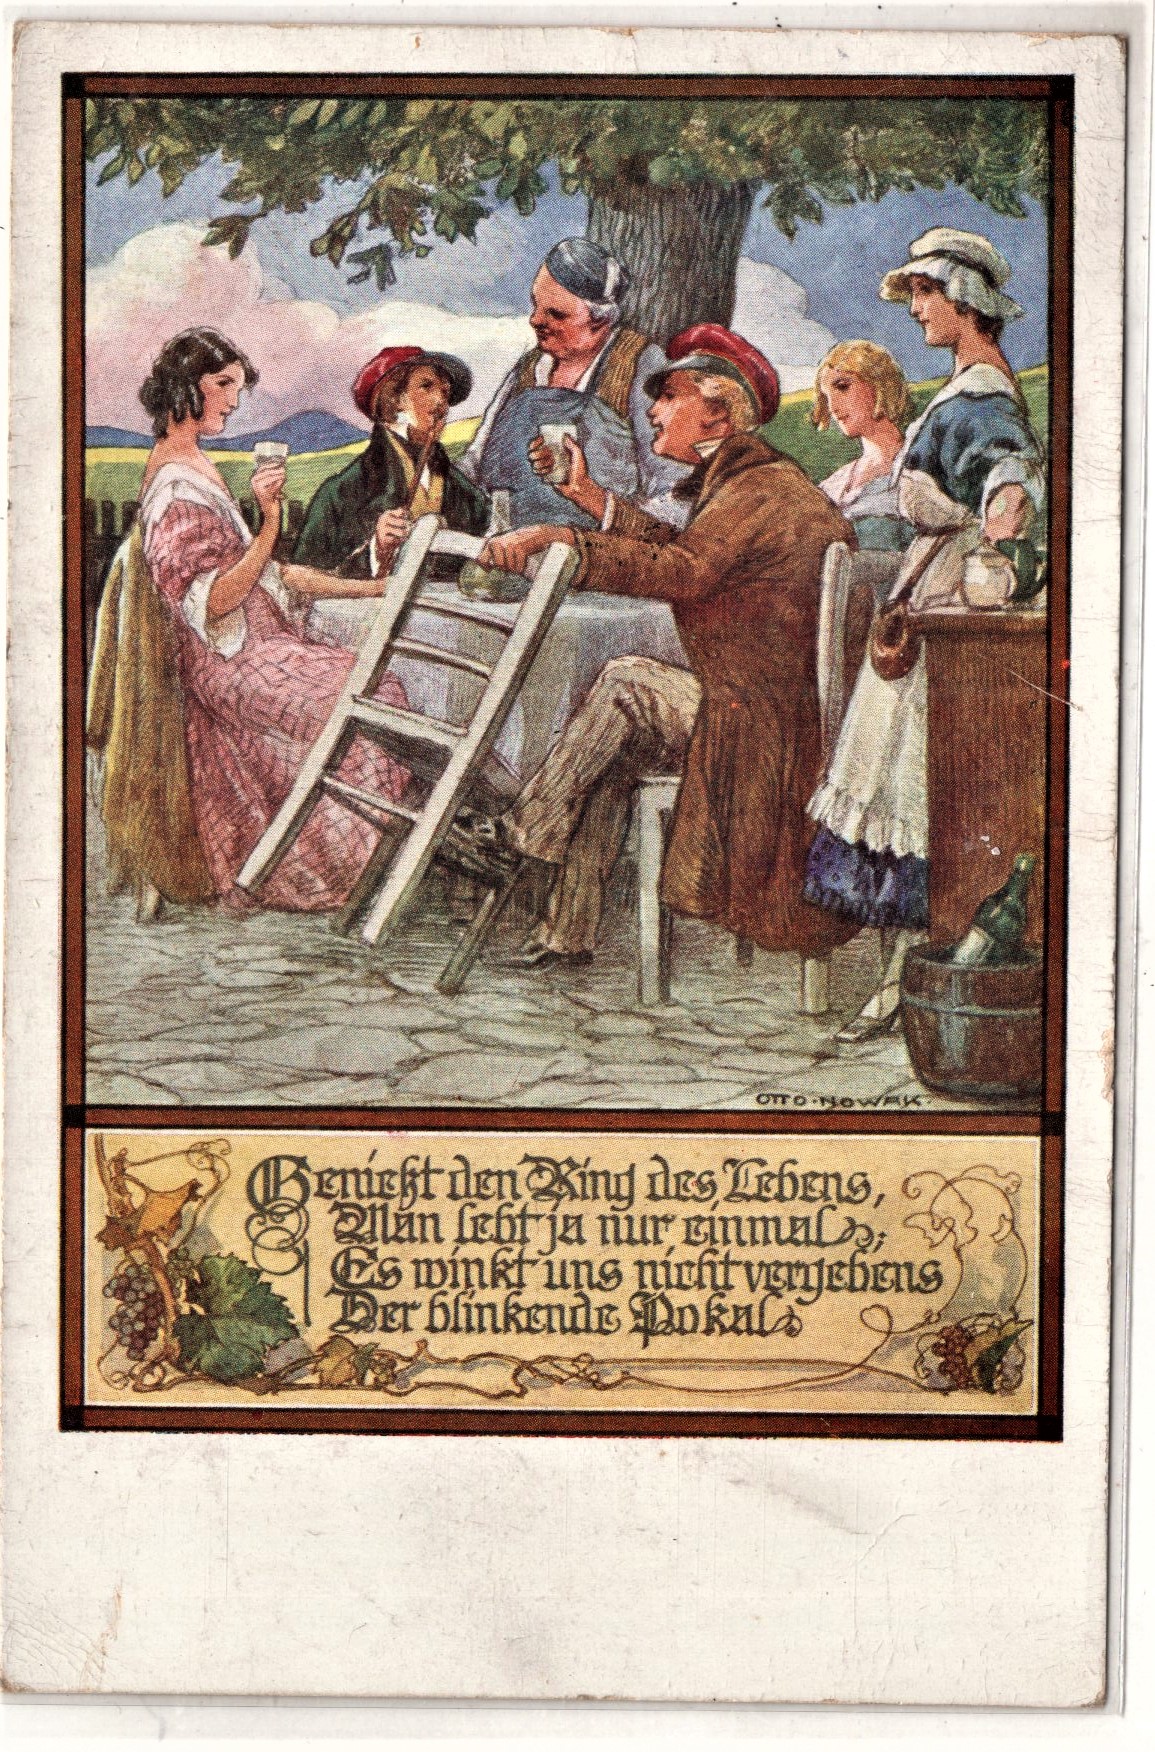 OTTO·NOWAK·
Genießt den Ring des Lebens,
Man lebt ja nur einmal;
Es winkt uns nicht vergebens
Der blinkende Pokal